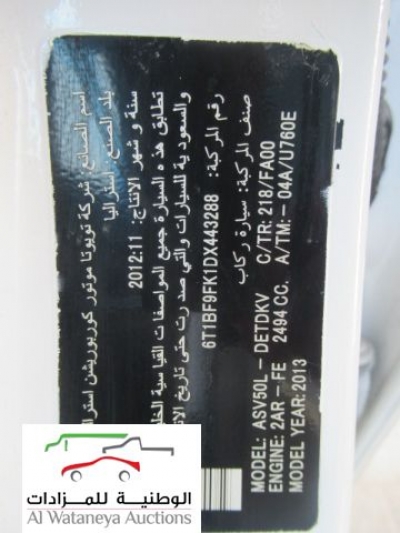 اسم الصانع: شركة تويوتا موتور كوربوريشن
بلد الصنع: استراليا
سنة و شهر الانتاج: 2012:11
تطابق هذه السيارة جميع المواصفات القياسية
والسعودية للسيارات والتي صدرت حتى تاريخ
رقم المركبة: 6T1BF9FK1DX443288
صنف المركبة: سيارة ركاب
MODEL: ASV50L – DETDKV C/TR: 218/FA00
ENGINE: 2AR – FE 2494 CC. A/TM: – 04A/U760E
MODEL YEAR:2013
الوطنية للمزادات
Al Wataneya Auctions